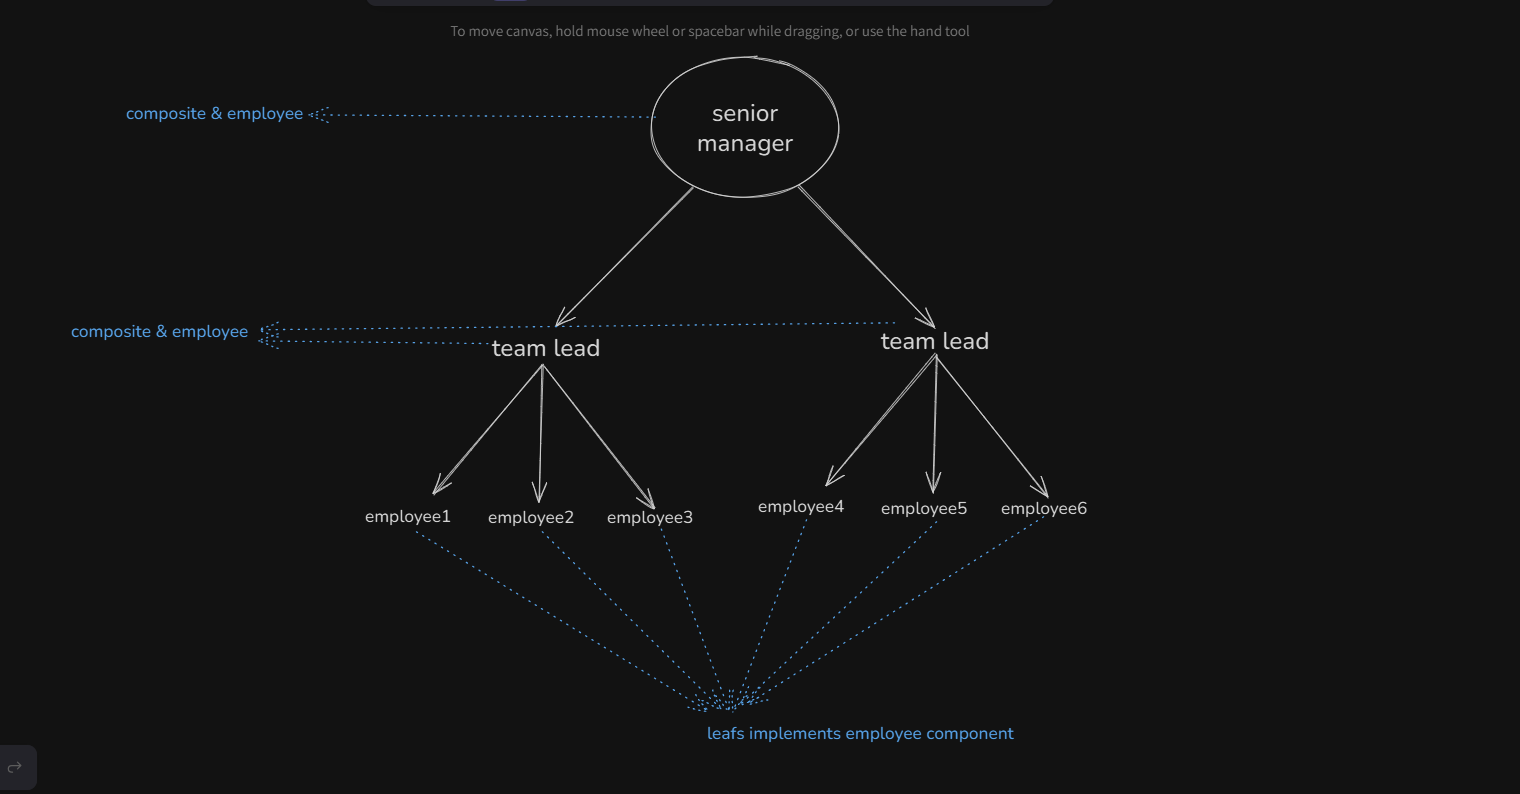 To move canvas, hold mouse wheel or spacebar while dragging, or use the hand tool
composite & employee
senior
manager
composite & employee
team lead
team lead
employee1
employee2
employee3
employee4
employee5
employee6
leafs implements employee component